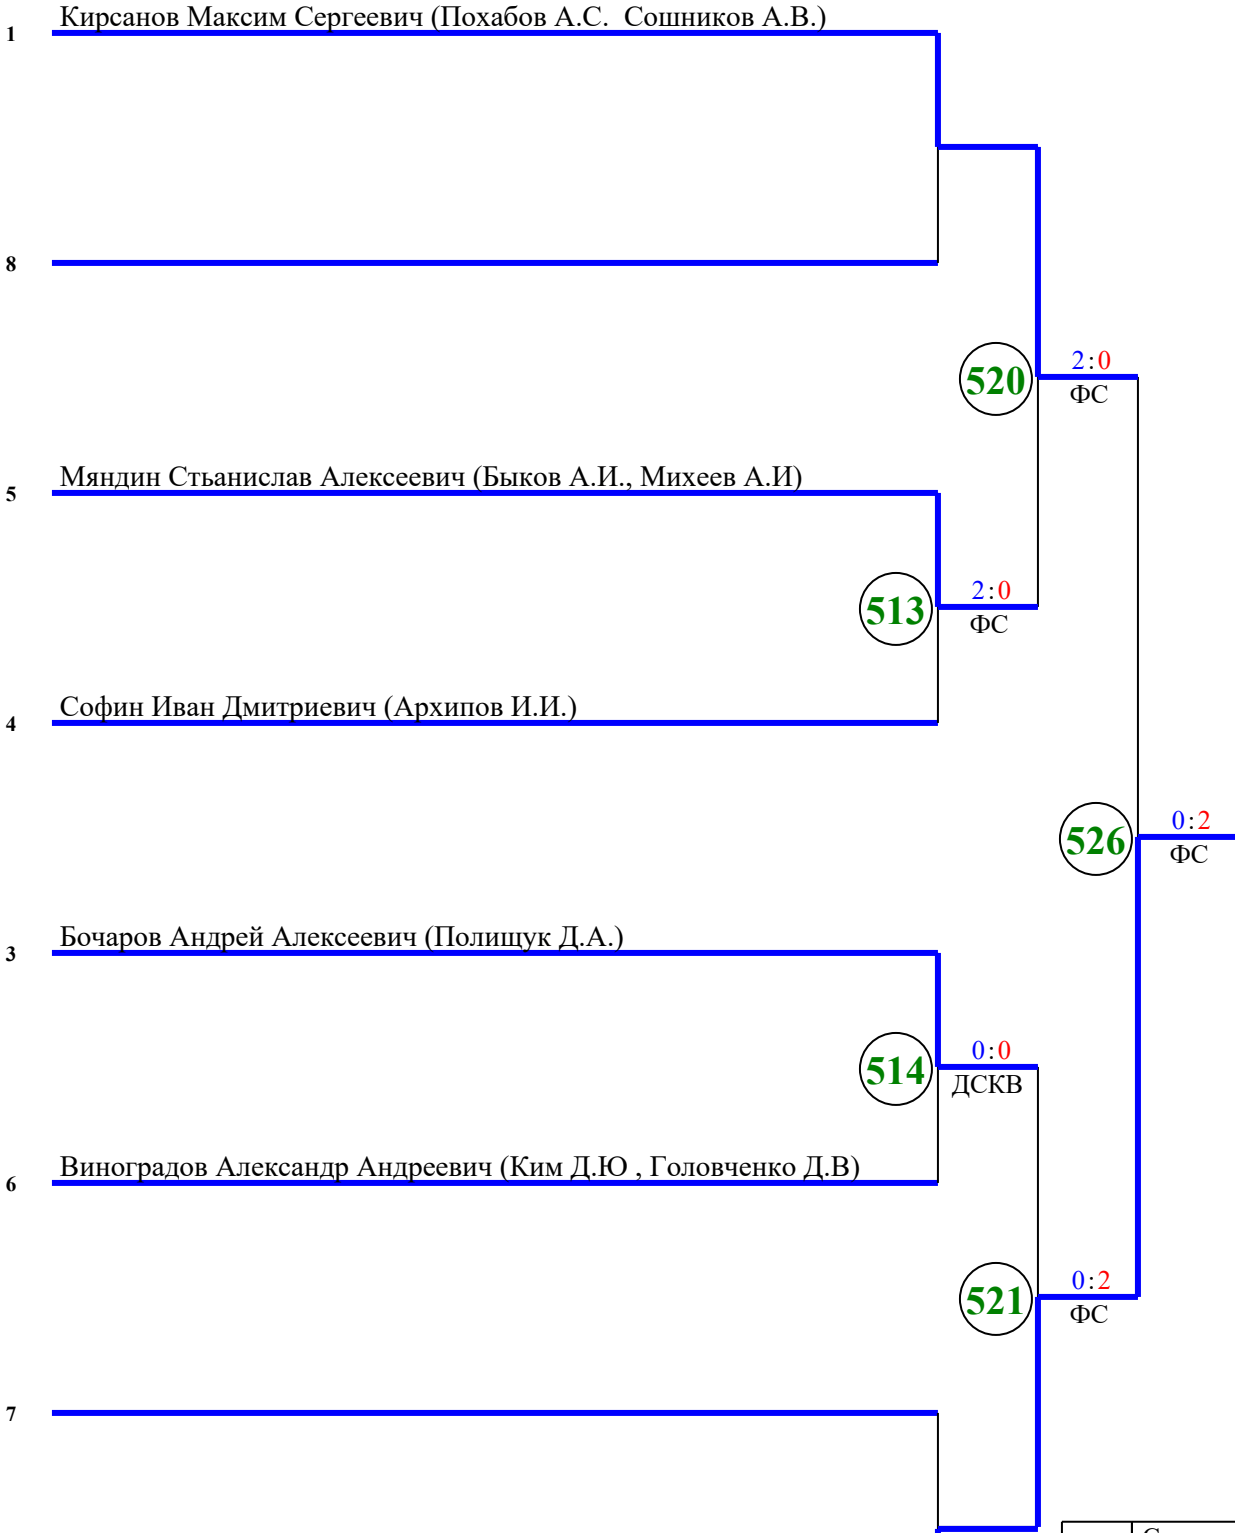 Кирсанов Максим Сергеевич (Похабов А.С. Сошников А.В.)
1
8
2:0
520
ФС
Мяндин Стьанислав Алексеевич (Быков А.И., Михеев А.И)
5
2:0
513
ФС
Софин Иван Дмитриевич (Архипов И.И.)
4
0:2
526
ФС
Бочаров Андрей Алексеевич (Полищук Д.А.)
3
0:0
514
ДСКВ
Виноградов Александр Андреевич (Ким Д.Ю , Головченко Д.В)
6
0:2
521
ФС
7